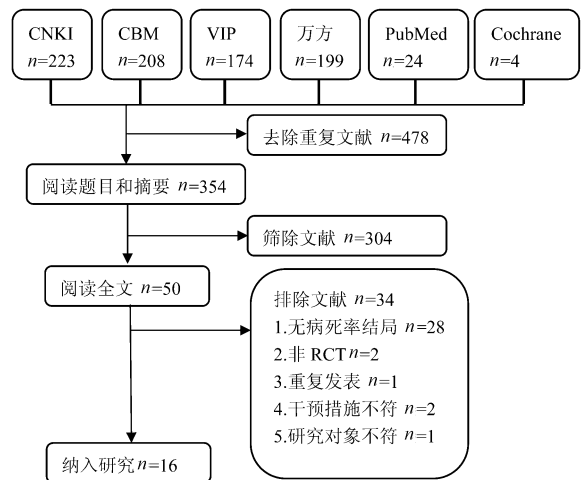 CNKI
n=223
CBM
n=208
VIP
n=174
万方
n=199
PubMed
n=24
Cochrane
n=4
去除重复文献 n=478
阅读题目和摘要 n=354
筛除文献 n=304
阅读全文 n=50
排除文献 n=34
1.无病死率结局 n=28
2.非 RCT n=2
3.重复发表 n=1
4.干预措施不符 n=2
5.研究对象不符 n=1
纳入研究 n=16